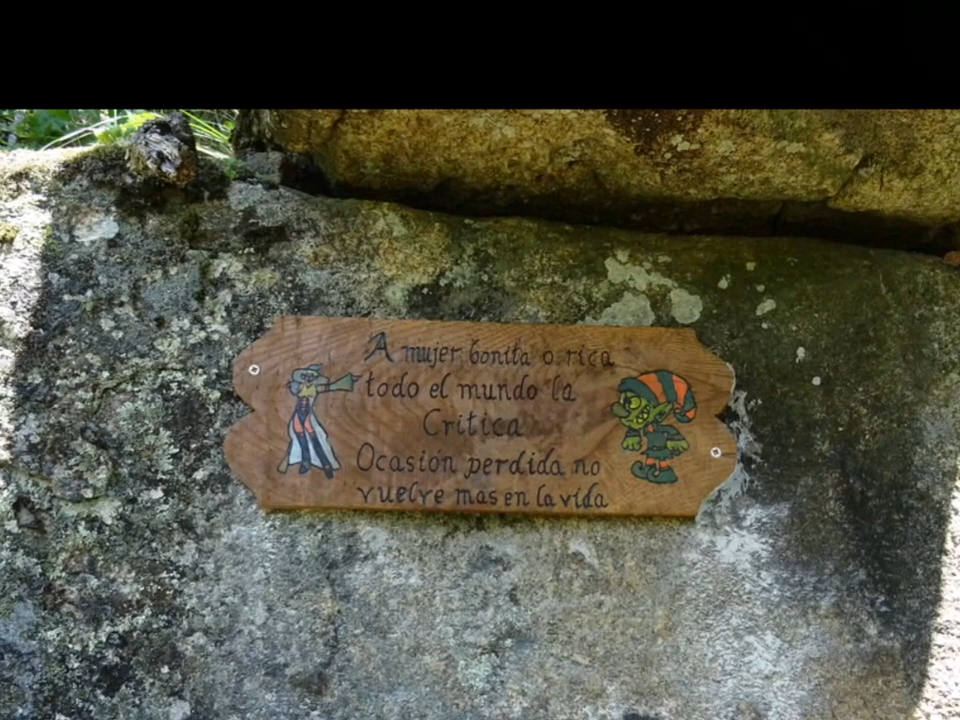 A mujer bonita o rica
todo el mundo la
Critica
Ocasión perdida no
vuelve mas en la vida